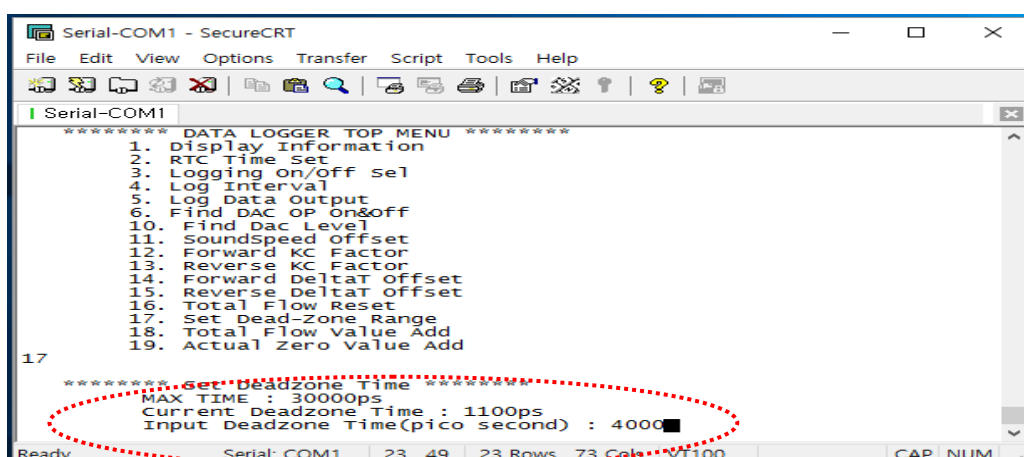 Serial-COM1 - SecureCRT
File Edit View Options Transfer Script Tools Help
Serial-COM1
******** DATA LOGGER TOP MENU ********
1. Display Information
2. RTC Time Set
3. Logging On/Off Sel
4. Log Interval
5. Log Data Output
6. Find DAC OP On&Off
10. Find Dac Level
11. SoundSpeed Offset
12. Forward KC Factor
13. Reverse KC Factor
14. Forward DeltaT Offset
15. Reverse DeltaT Offset
16. Total Flow Reset
17. Set Dead-Zone Range
18. Total Flow Value Add
19. Actual Zero Value Add
17
******** Set Deadzone Time ********
MAX TIME : 30000ps
Current Deadzone Time : 1100ps
Input Deadzone Time(pico second) : 4000
Ready Serial: COM1 23, 49 23 Rows, 73 Cols VT100 CAP NUM